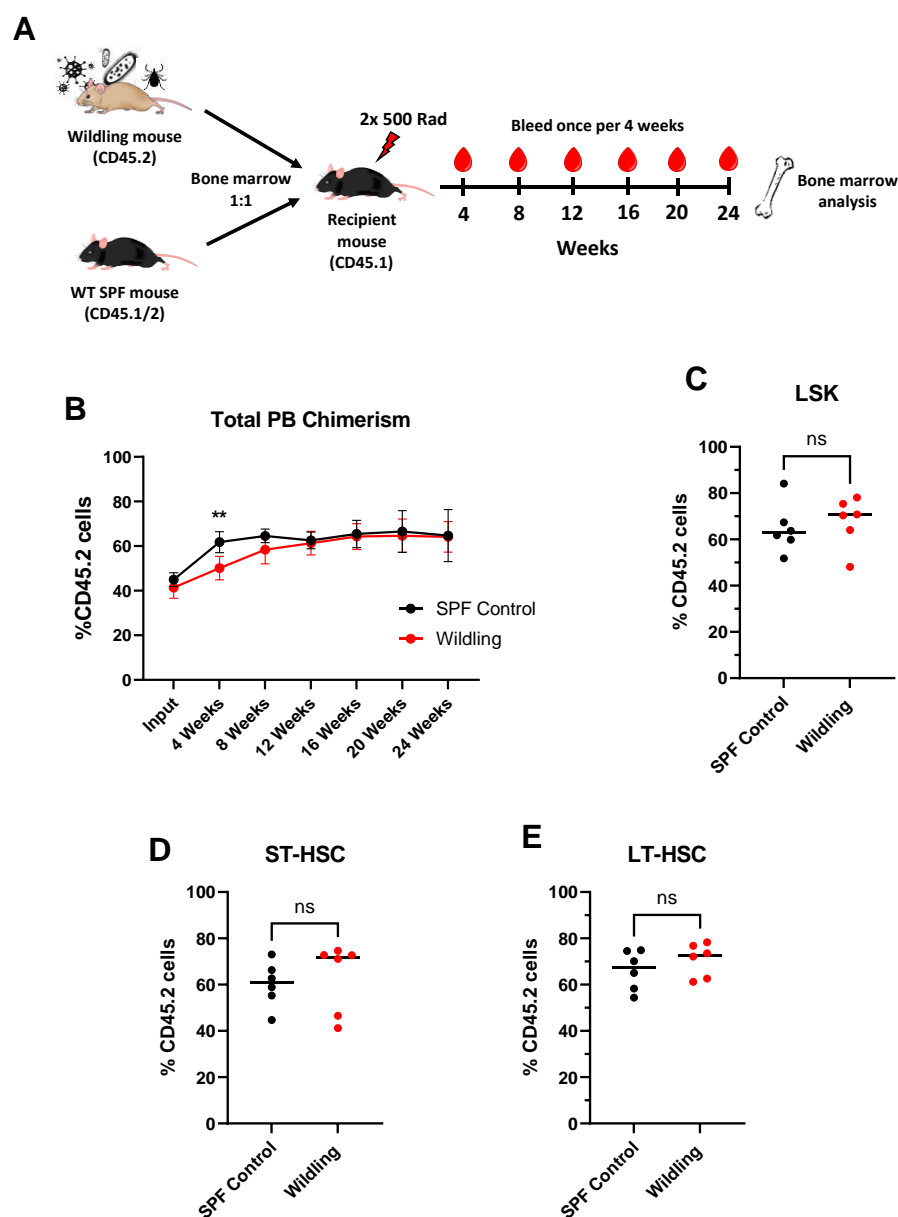 A
Wildling mouse
(CD45.2)
Bone marrow
1:1
WT SPF mouse
(CD45.1/2)
2x 500 Rad
Recipient
mouse
(CD45.1)
Bleed once per 4 weeks
4 8 12 16 20 24
Weeks
Bone marrow
analysis
B
Total PB Chimerism
%CD45.2 cells
100
80
60
40
20
0
**
SPF Control
Wildling
Input
4 Weeks
8 Weeks
12 Weeks
16 Weeks
20 Weeks
24 Weeks
C
LSK
ns
% CD45.2 cells
100
80
60
40
20
0
SPF Control
Wildling
D
ST-HSC
ns
% CD45.2 cells
100
80
60
40
20
0
SPF Control
Wildling
E
LT-HSC
ns
% CD45.2 cells
100
80
60
40
20
0
SPF Control
Wildling